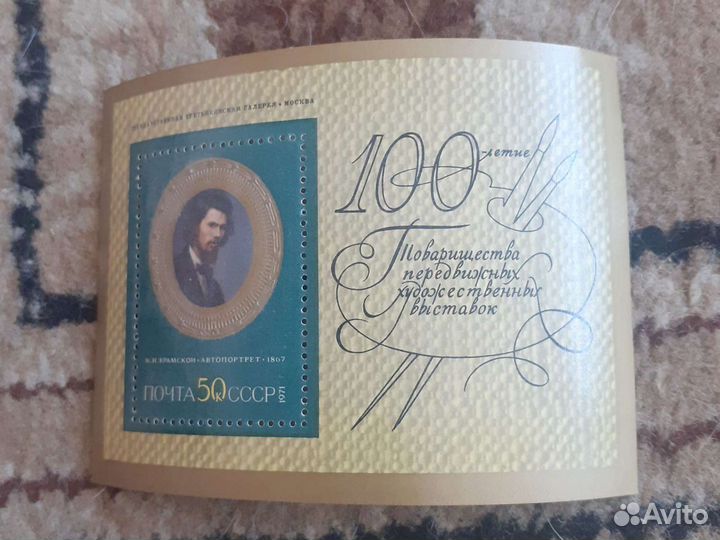 ГОСУДАРСТВЕННАЯ ТРЕТЬЯКОВСКАЯ ГАЛЕРЕЯ • МОСКВА
И.Н.КРАМСКОЙ • АВТОПОРТРЕТ • 1867
ПОЧТА 50К СССР 1971
100-летие
Товарищества
передвижных
художественных
выставок
Avito